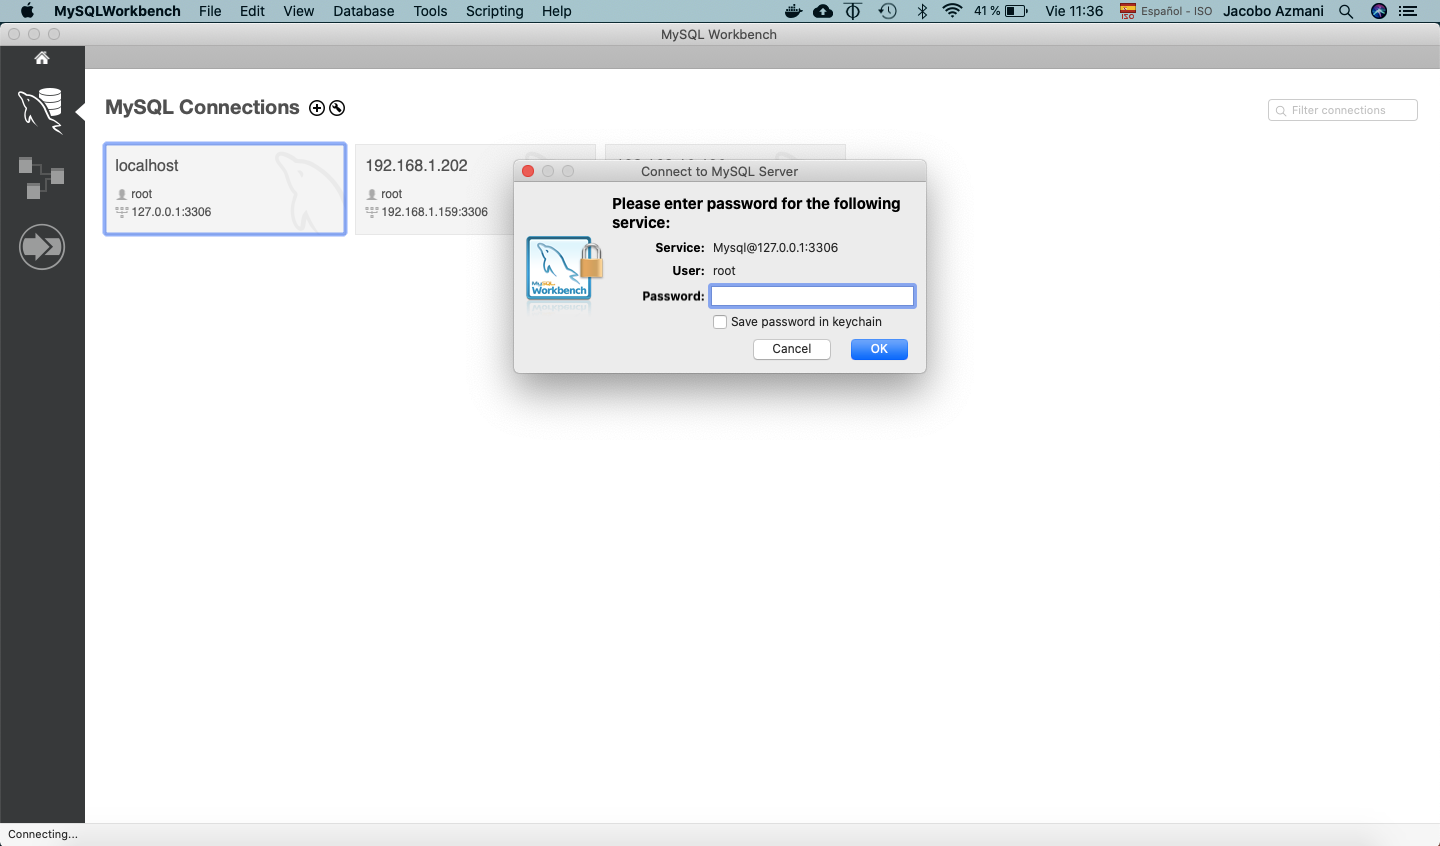 MySQLWorkbench File Edit View Database Tools Scripting Help 41 % Vie 11:36 ISO Español - ISO Jacobo Azmani
MySQL Workbench
MySQL Connections
Filter connections
localhost
root
127.0.0.1:3306
192.168.1.202
root
192.168.1.159:3306
Connect to MySQL Server
Please enter password for the following
service:
Service: Mysql@127.0.0.1:3306
User: root
Password:
Save password in keychain
Cancel OK
MySQL
Workbench
Connecting...